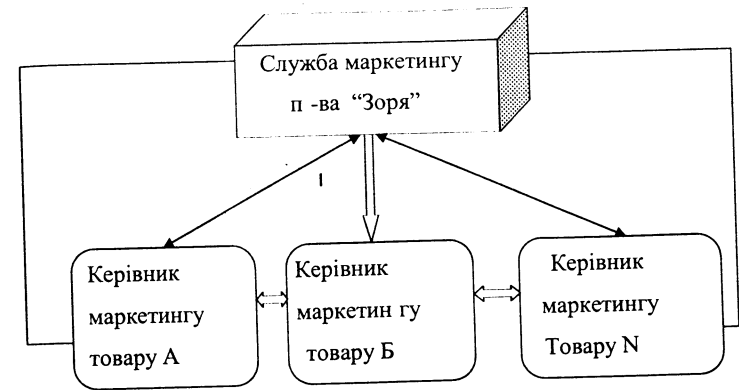 Служба маркетингу
п -ва “Зоря”
Керівник
маркетингу
товару А
Керівник
маркетин гу
товару Б
Керівник
маркетингу
Товару N